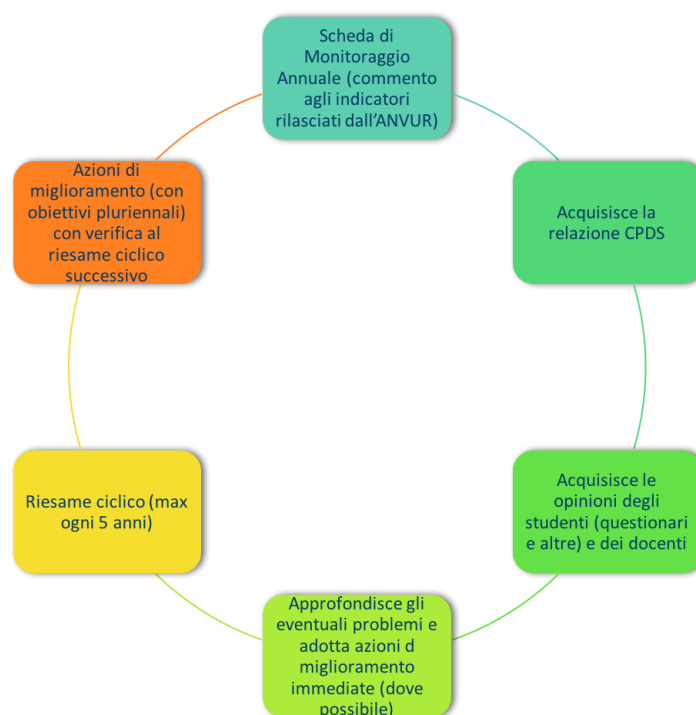 Scheda di
Monitoraggio
Annuale (commento
agli indicatori
rilasciati dall'ANVUR)
Acquisisce la
relazione CPDS
Acquisisce le
opinioni degli
studenti (questionari
e altre) e dei docenti
Approfondisce gli
eventuali problemi e
adotta azioni d
miglioramento
immediate (dove
possibile)
Riesame ciclico (max
ogni 5 anni)
Azioni di
miglioramento (con
obiettivi pluriennali)
con verifica al
riesame ciclico
successivo